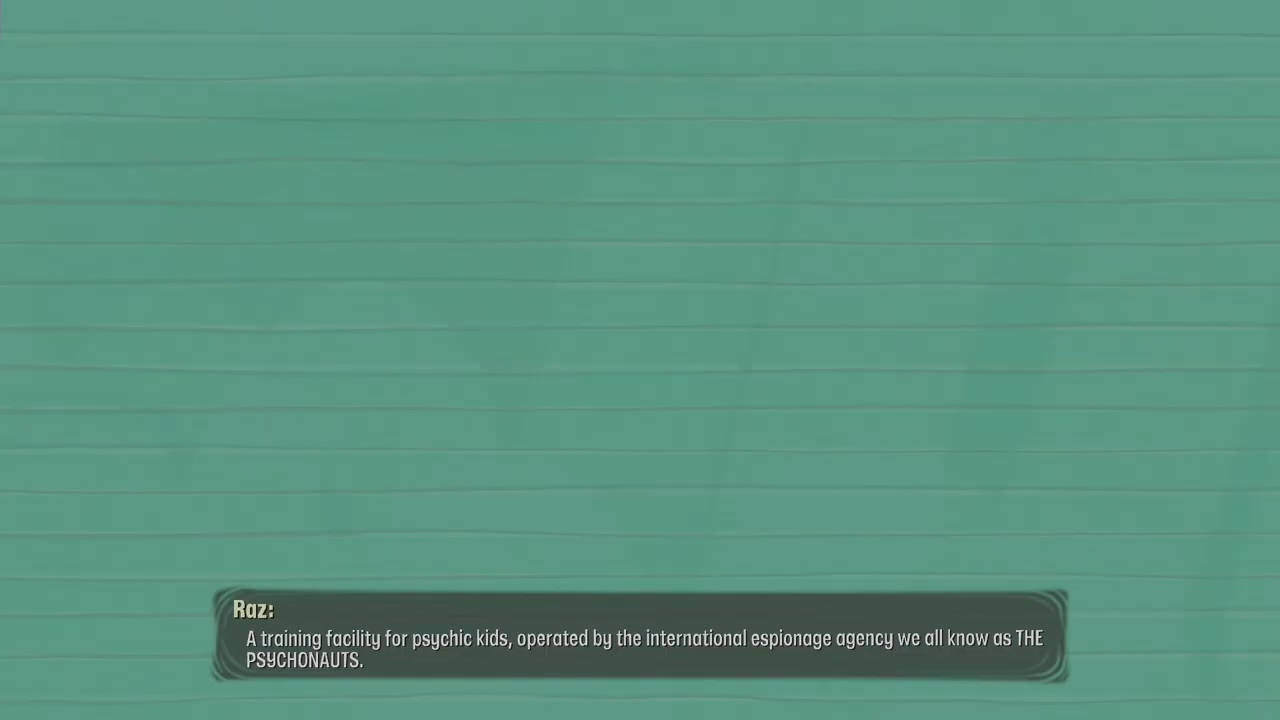 Raz:
A training facility for psychic kids, operated by the international espionage agency we all know as THE
PSYCHONAUTS.